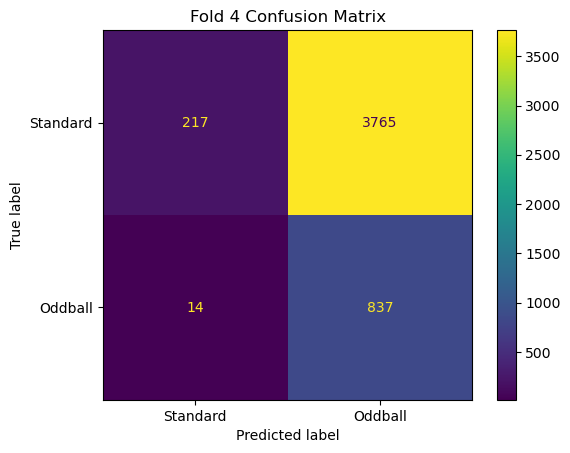 Fold 4 Confusion Matrix
Standard
Oddball
True label
217
3765
14
837
Standard
Oddball
Predicted label
3500
3000
2500
2000
1500
1000
500